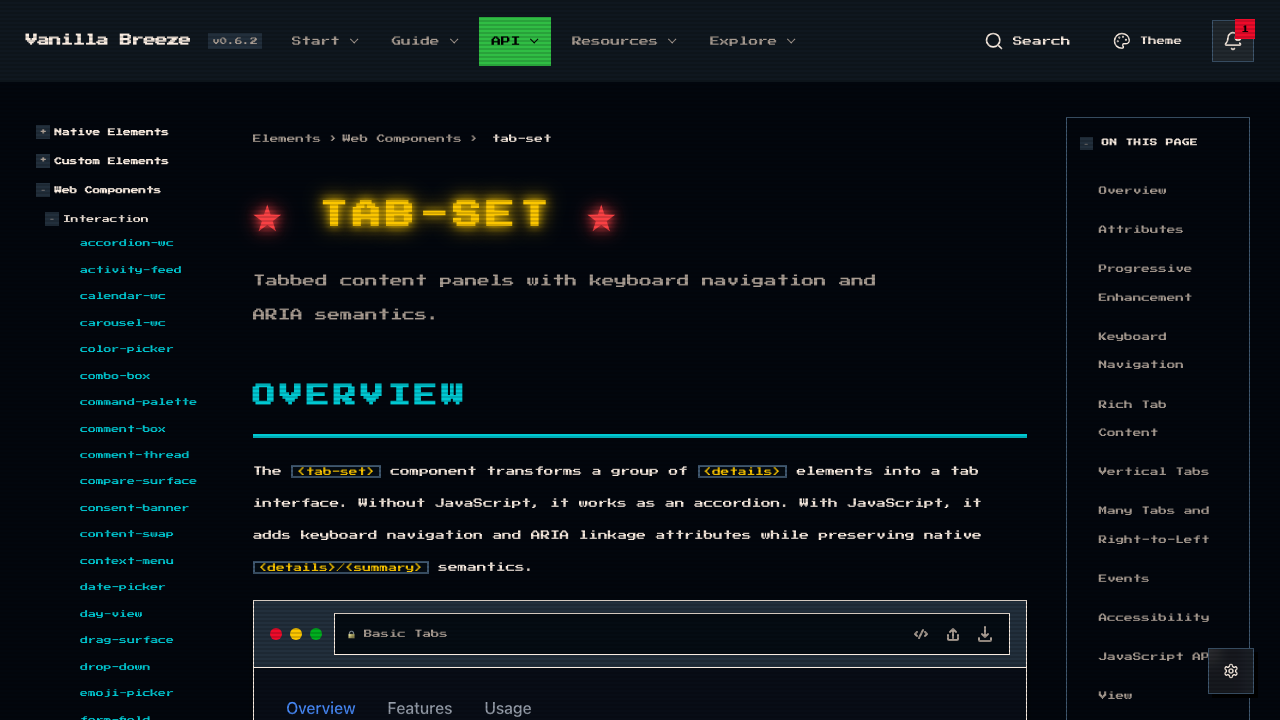 Vanilla Breeze v0.6.2 Start Guide API Resources Explore Search Theme 1
+ Native Elements
+ Custom Elements
- Web Components
- Interaction
accordion-wc
activity-feed
calendar-wc
carousel-wc
color-picker
combo-box
command-palette
comment-box
comment-thread
compare-surface
consent-banner
content-swap
context-menu
date-picker
day-view
drag-surface
drop-down
emoji-picker
form-field
Elements › Web Components › tab-set
★ TAB-SET ★
Tabbed content panels with keyboard navigation and
ARIA semantics.
OVERVIEW
The <tab-set> component transforms a group of <details> elements into a tab
interface. Without JavaScript, it works as an accordion. With JavaScript, it
adds keyboard navigation and ARIA linkage attributes while preserving native
<details>/<summary> semantics.
Basic Tabs
Overview Features Usage
- ON THIS PAGE
Overview
Attributes
Progressive
Enhancement
Keyboard
Navigation
Rich Tab
Content
Vertical Tabs
Many Tabs and
Right-to-Left
Events
Accessibility
JavaScript AP
View